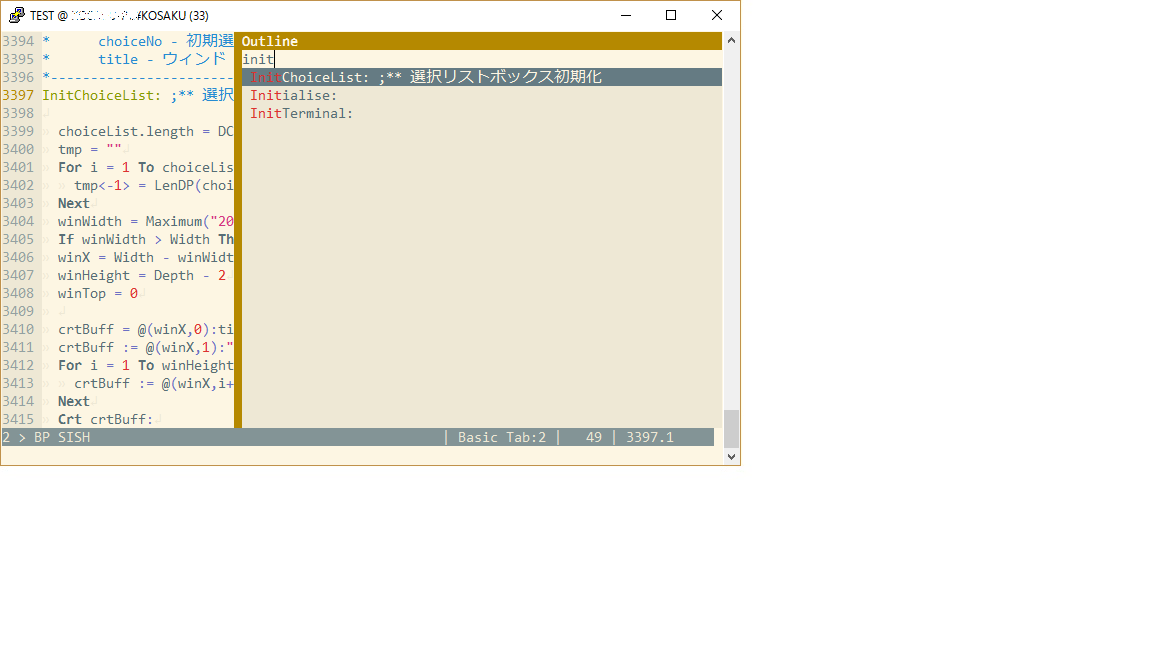 TEST @ #KOSAKU (33)
3394 * choiceNo - 初期選
3395 * title - ウィンド
3396 *-----------------------
3397 InitChoiceList: ;** 選択
3398
3399 choiceList.length = DC
3400 tmp = ""
3401 For i = 1 To choiceLis
3402 tmp<-1> = LenDP(choi
3403 Next
3404 winWidth = Maximum("20
3405 If winWidth > Width Th
3406 winX = Width - winWidt
3407 winHeight = Depth - 2
3408 winTop = 0
3409
3410 crtBuff = @(winX,0):ti
3411 crtBuff := @(winX,1):"
3412 For i = 1 To winHeight
3413 crtBuff := @(winX,i+
3414 Next
3415 Crt crtBuff:
Outline
init
InitChoiceList: ;** 選択リストボックス初期化
Initialise:
InitTerminal:
2 > BP SISH | Basic Tab:2 | 49 | 3397.1